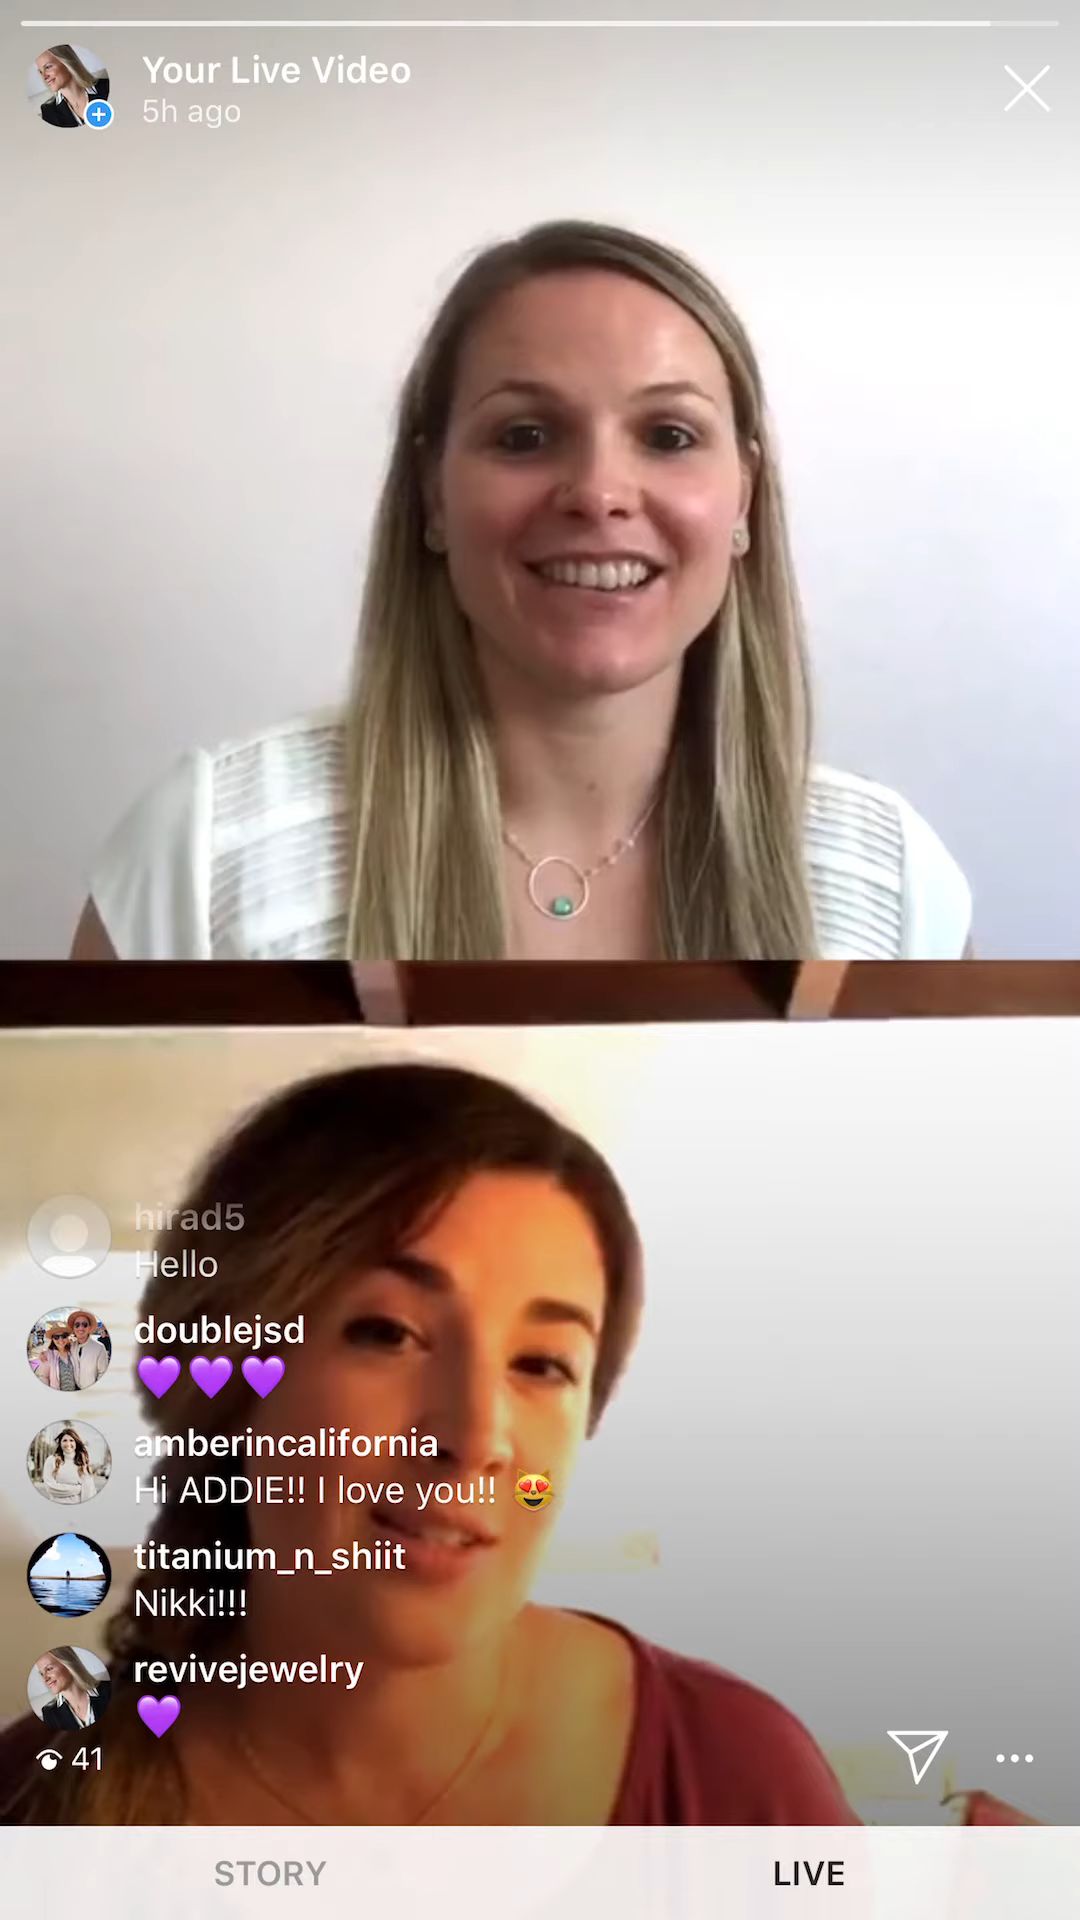 Your Live Video
5h ago
hirad5
Hello
doublejsd
💜💜💜
amberincalifornia
Hi ADDIE!! I love you!! 😻
titanium_n_shiit
Nikki!!!
revivejewelry
💜
41
STORY
LIVE